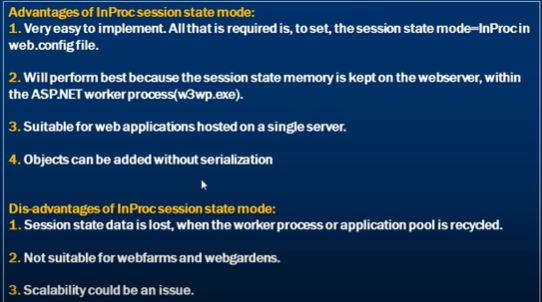 Advantages of InProc session state mode:
1. Very easy to implement. All that is required is, to set, the session state mode=InProc in
web.config file.
2. Will perform best because the session state memory is kept on the webserver, within
the ASP.NET worker process(w3wp.exe).
3. Suitable for web applications hosted on a single server.
4. Objects can be added without serialization
Dis-advantages of InProc session state mode:
1. Session state data is lost, when the worker process or application pool is recycled.
2. Not suitable for webfarms and webgardens.
3. Scalability could be an issue.